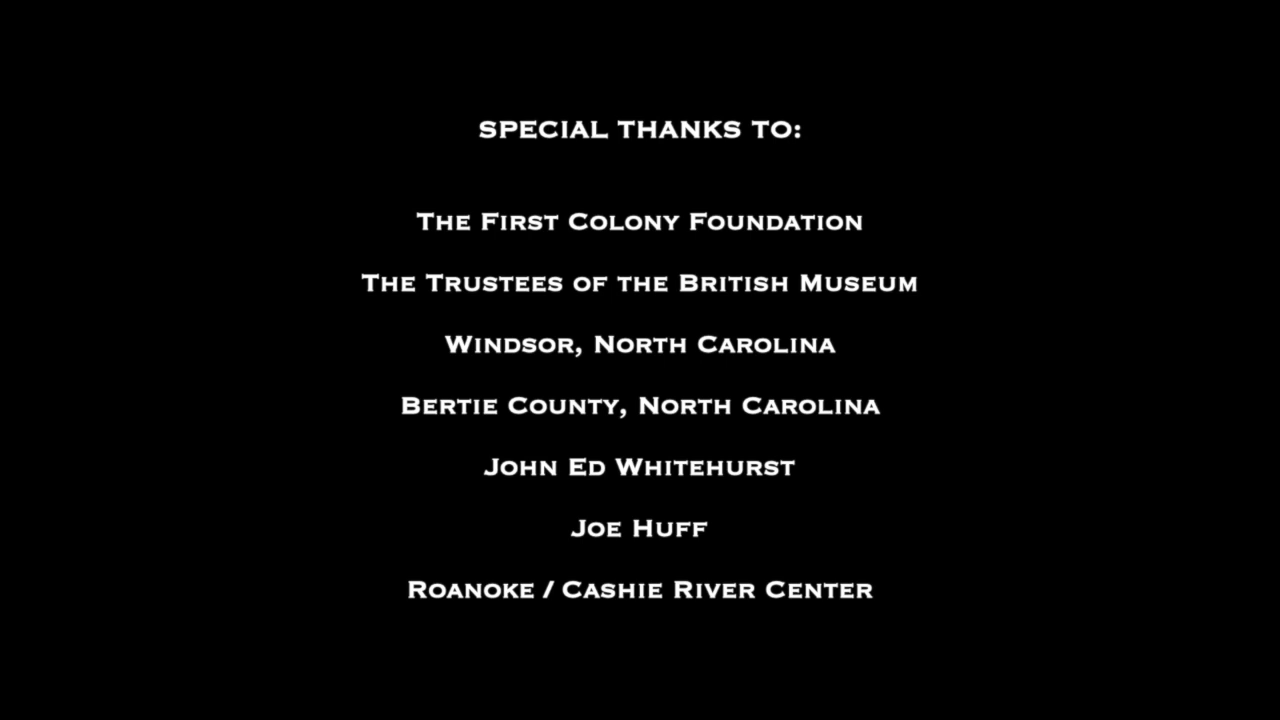 SPECIAL THANKS TO:
The First Colony Foundation
The Trustees of the British Museum
Windsor, North Carolina
Bertie County, North Carolina
John Ed Whitehurst
Joe Huff
Roanoke / Cashie River Center